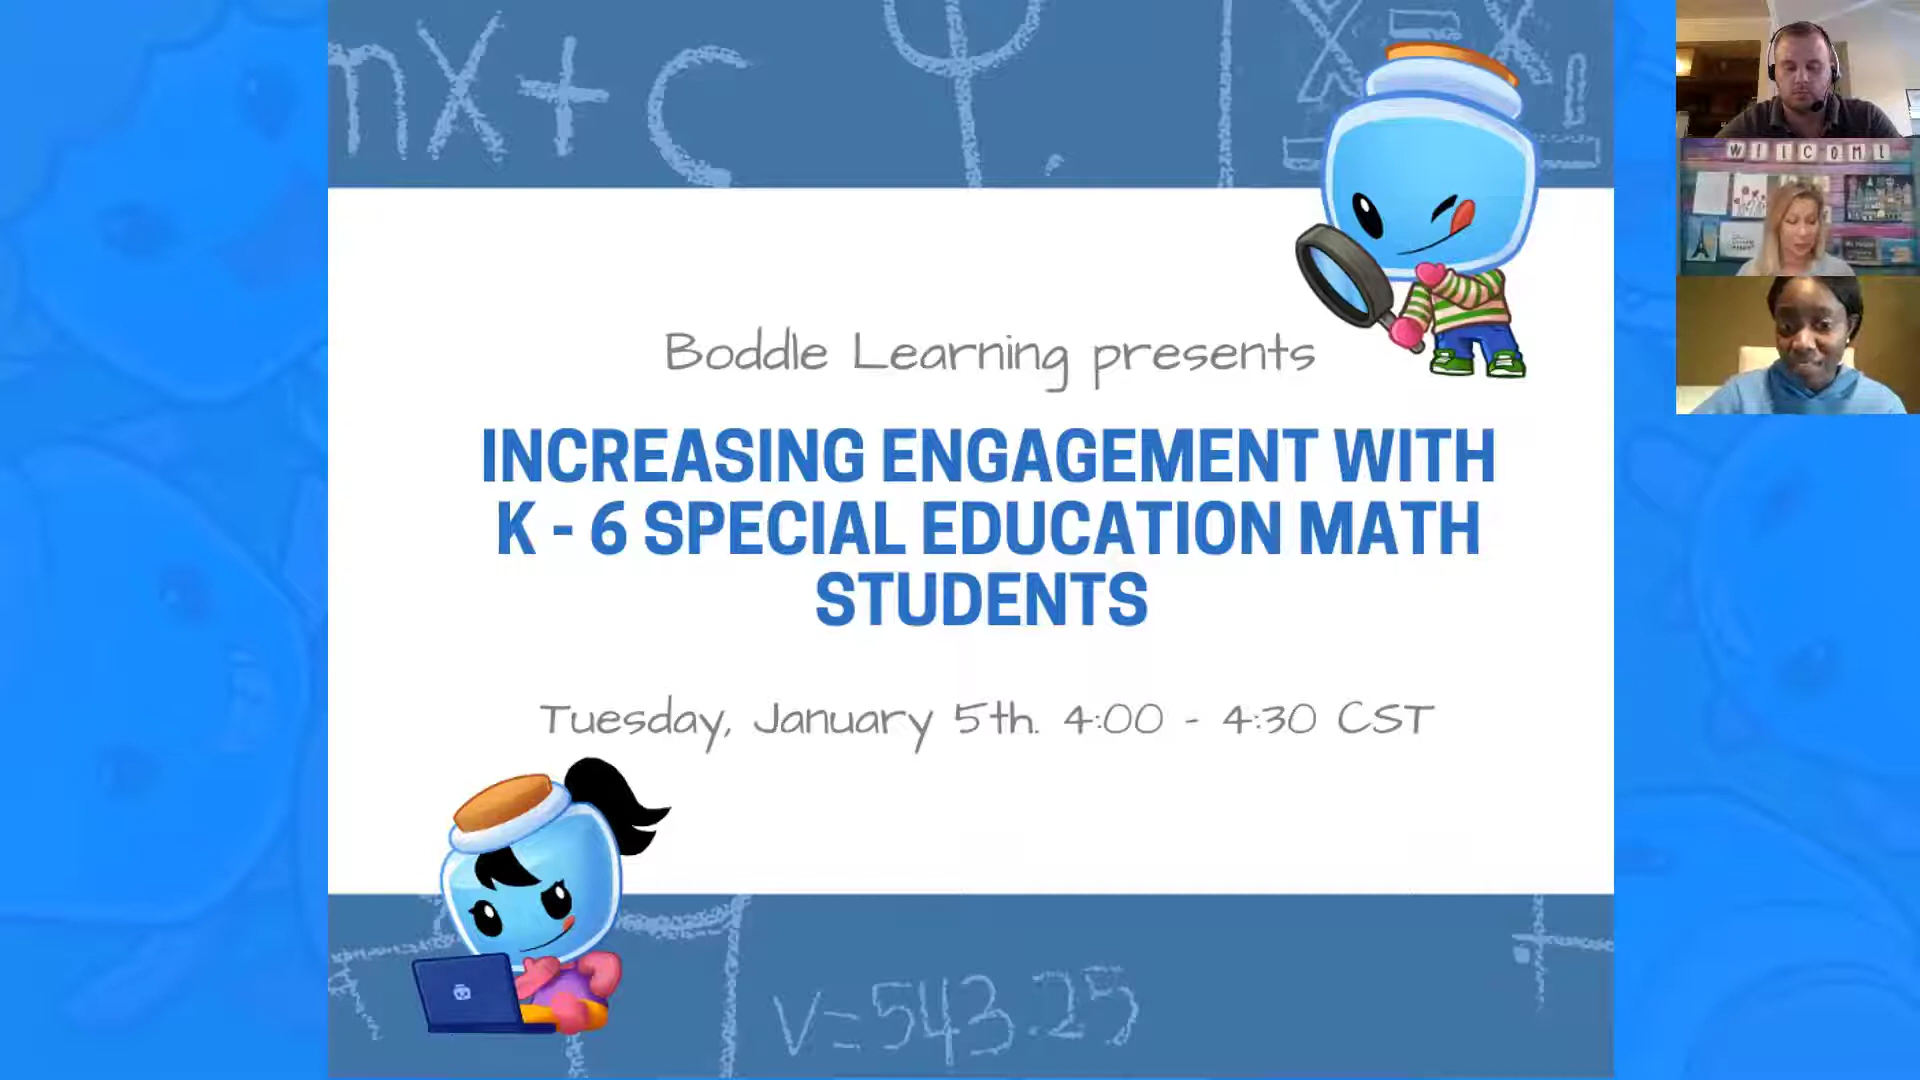 nx+c
WELCOME
Boddle Learning presents
INCREASING ENGAGEMENT WITH
K - 6 SPECIAL EDUCATION MATH
STUDENTS
Tuesday, January 5th. 4:00 - 4:30 CST
V=543.25